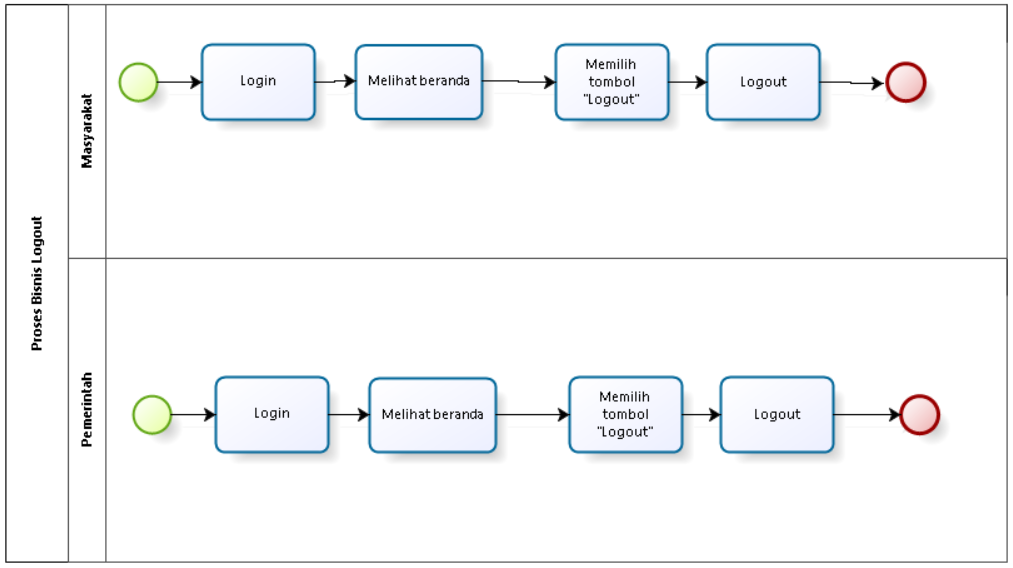 Proses Bisnis Logout
Masyarakat
Login
Melihat beranda
Memilih
tombol
"Logout"
Logout
Pemerintah
Login
Melihat beranda
Memilih
tombol
"Logout"
Logout